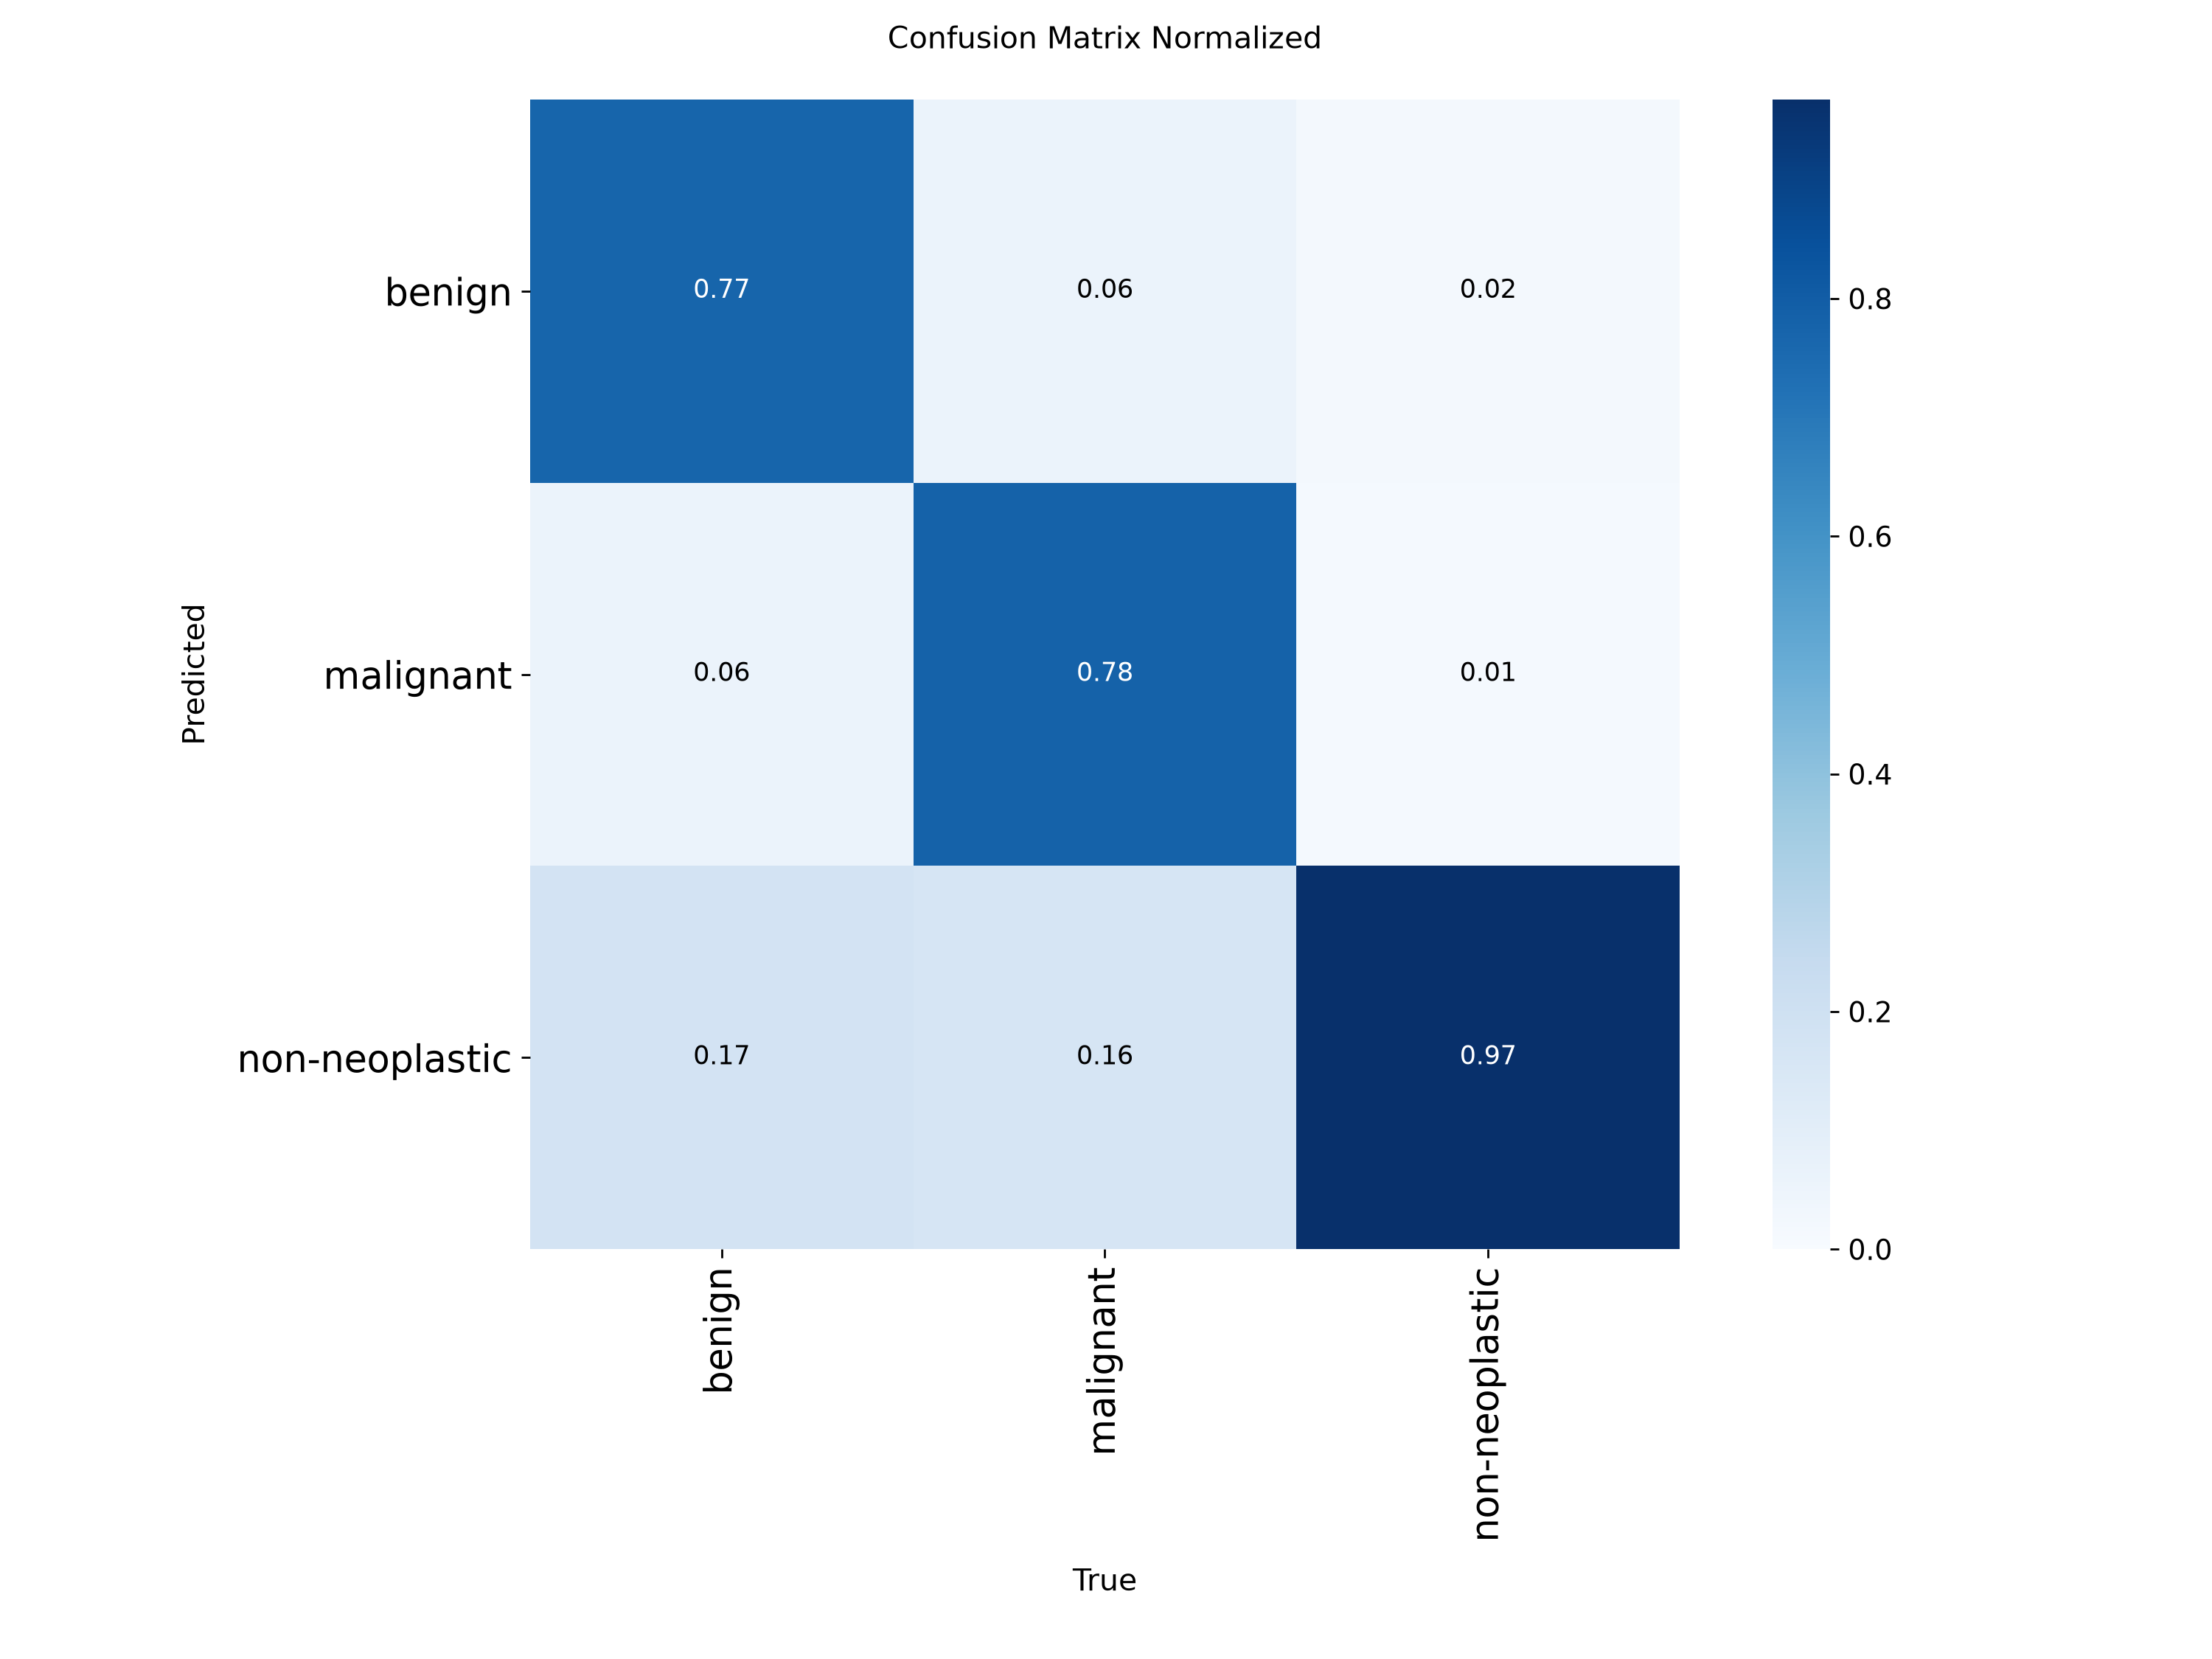 Confusion Matrix Normalized
Predicted
benign
0.77
0.06
0.02
malignant
0.06
0.78
0.01
non-neoplastic
0.17
0.16
0.97
benign
malignant
non-neoplastic
True
0.8
0.6
0.4
0.2
0.0